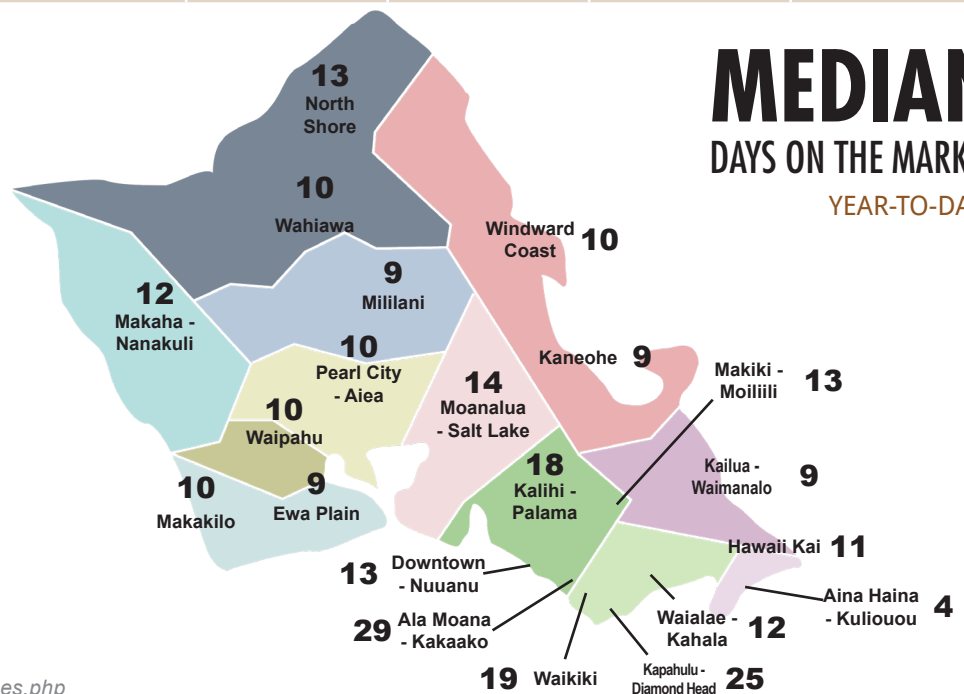 MEDIAN
DAYS ON THE MARK
YEAR-TO-DA
13
North
Shore
10
Wahiawa
Windward
Coast
10
9
Mililani
12
Makaha -
Nanakuli
10
Pearl City
- Aiea
Kaneohe 9
14
Moanalua
- Salt Lake
Makiki -
Moiliili
13
10
Waipahu
18
Kalihi -
Palama
Kailua -
Waimanalo
9
10
Makakilo
9
Ewa Plain
Hawaii Kai 11
13
Downtown
- Nuuanu
Aina Haina
- Kuliouou
4
29
Ala Moana
- Kakaako
Waialae -
Kahala
12
19 Waikiki
Kapahulu -
Diamond Head
25
es.php